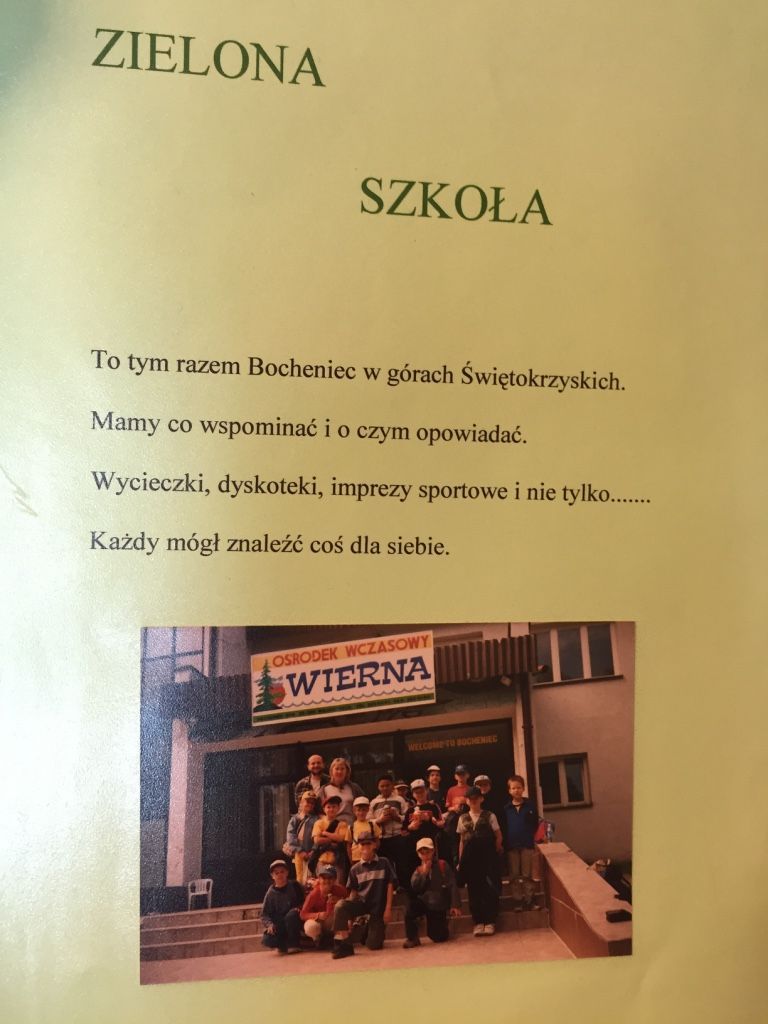 ZIELONA
SZKOŁA
To tym razem Bocheniec w górach Świętokrzyskich.
Mamy co wspominać i o czym opowiadać.
Wycieczki, dyskoteki, imprezy sportowe i nie tylko.......
Każdy mógł znaleźć coś dla siebie.
OŚRODEK WCZASOWY
WIERNA
WELCOME TO BOCHENIEC